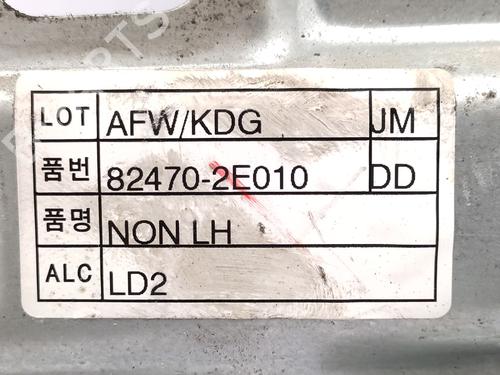 LOT AFW/KDG JM
품번 82470-2E010 DD
품명 NON LH
ALC LD2